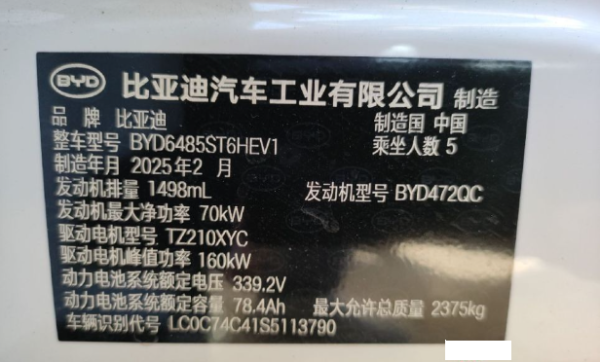 BYD 比亚迪汽车工业有限公司 制造
品 牌 比亚迪 制造国 中国
整车型号 BYD6485ST6HEV1 乘坐人数 5
制造年月 2025年2 月
发动机排量 1498mL 发动机型号 BYD472QC
发动机最大净功率 70kW
驱动电机型号 TZ210XYC
驱动电机峰值功率 160kW
动力电池系统额定电压 339.2V
动力电池系统额定容量 78.4Ah 最大允许总质量 2375kg
车辆识别代号 LC0C74C41S5113790